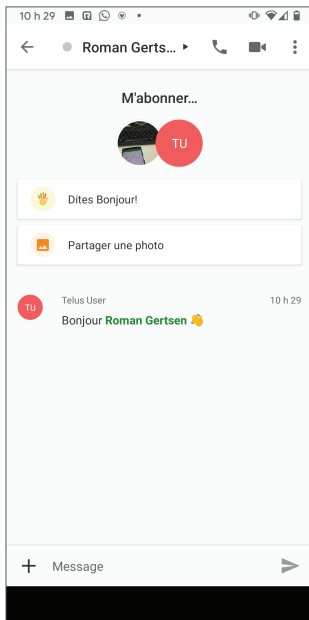 10 h 29
Roman Gerts...
M'abonner...
TU
Dites Bonjour!
Partager une photo
TU
Telus User
10 h 29
Bonjour Roman Gertsen 👋
Message